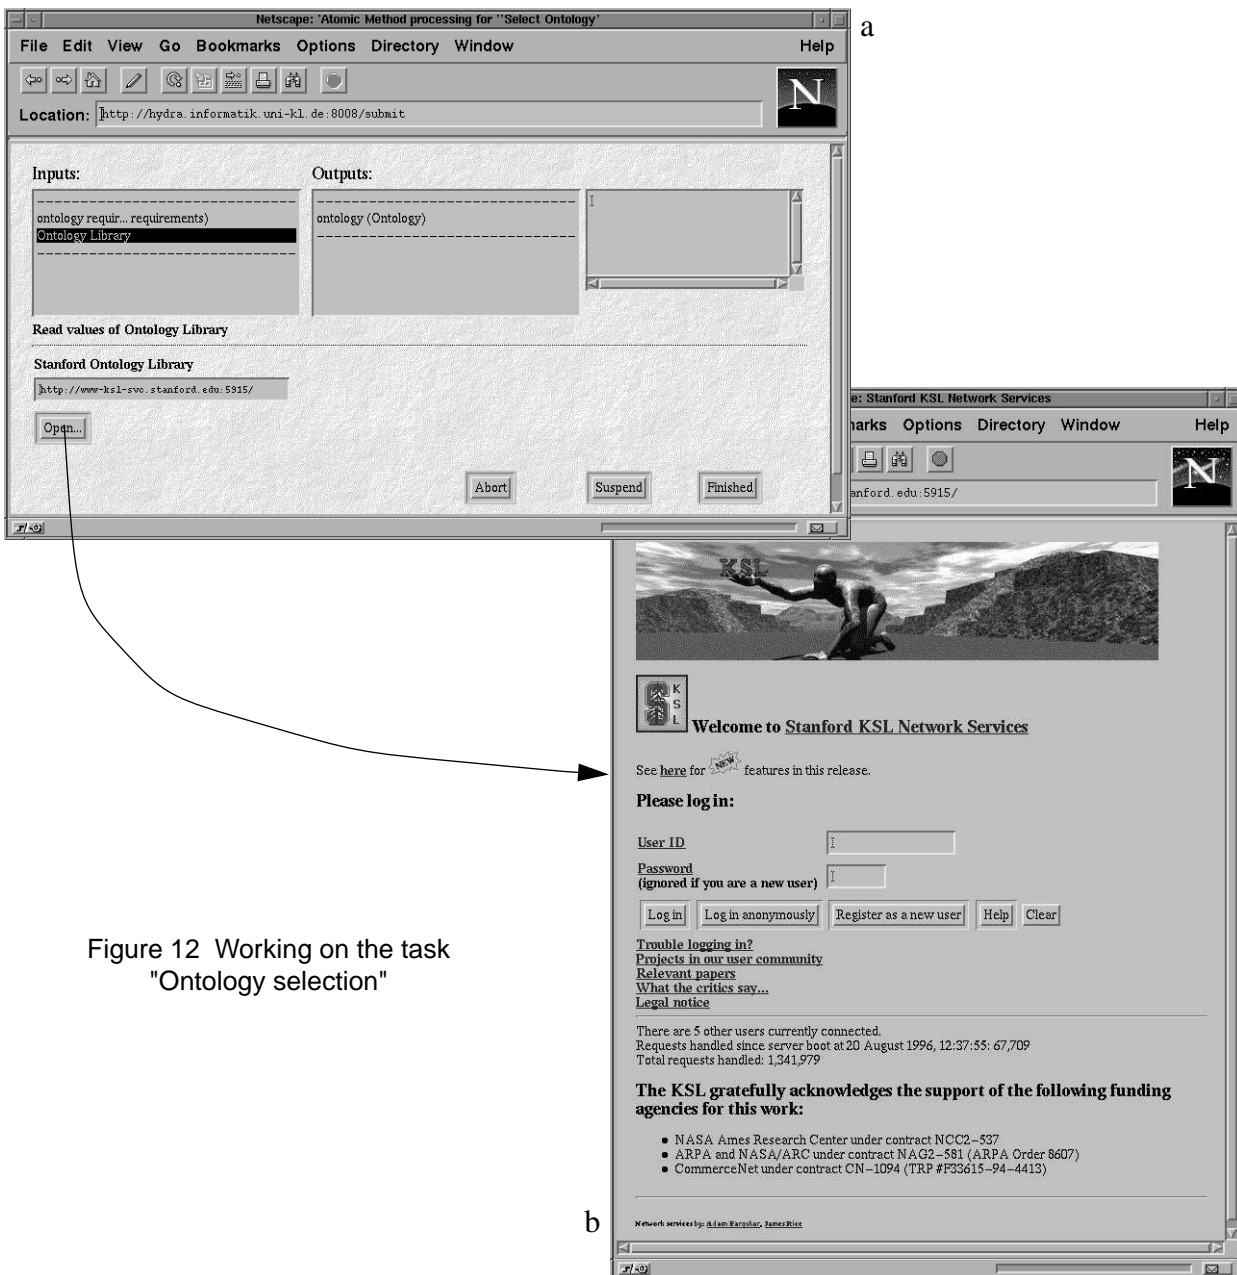 Netscape: 'Atomic Method processing for "Select Ontology'
a
File Edit View Go Bookmarks Options Directory Window Help
N
Location: http://hydra.informatik.uni-kl.de:8008/submit
Inputs: Outputs:
ontology requir... requirements) ontology (Ontology)
Ontology Library
Read values of Ontology Library
Stanford Ontology Library
http://www-ksl-svc.stanford.edu:5915/
Open...
Abort Suspend Finished
e: Stanford KSL Network Services
arks Options Directory Window Help
N
anford.edu:5915/
KSL
K
S
L
Welcome to Stanford KSL Network Services
See here for NEW features in this release.
Please log in:
User ID
Password
(ignored if you are a new user)
Log in Log in anonymously Register as a new user Help Clear
Trouble logging in?
Projects in our user community
Relevant papers
What the critics say...
Legal notice
There are 5 other users currently connected.
Requests handled since server boot at 20 August 1996, 12:37:55: 67,709
Total requests handled: 1,341,979
The KSL gratefully acknowledges the support of the following funding
agencies for this work:
• NASA Ames Research Center under contract NCC2-537
• ARPA and NASA/ARC under contract NAG2-581 (ARPA Order 8607)
• CommerceNet under contract CN-1094 (TRP #F33615-94-4413)
Network services by: Adam Farquhar, James Rice
b
Figure 12 Working on the task
"Ontology selection"